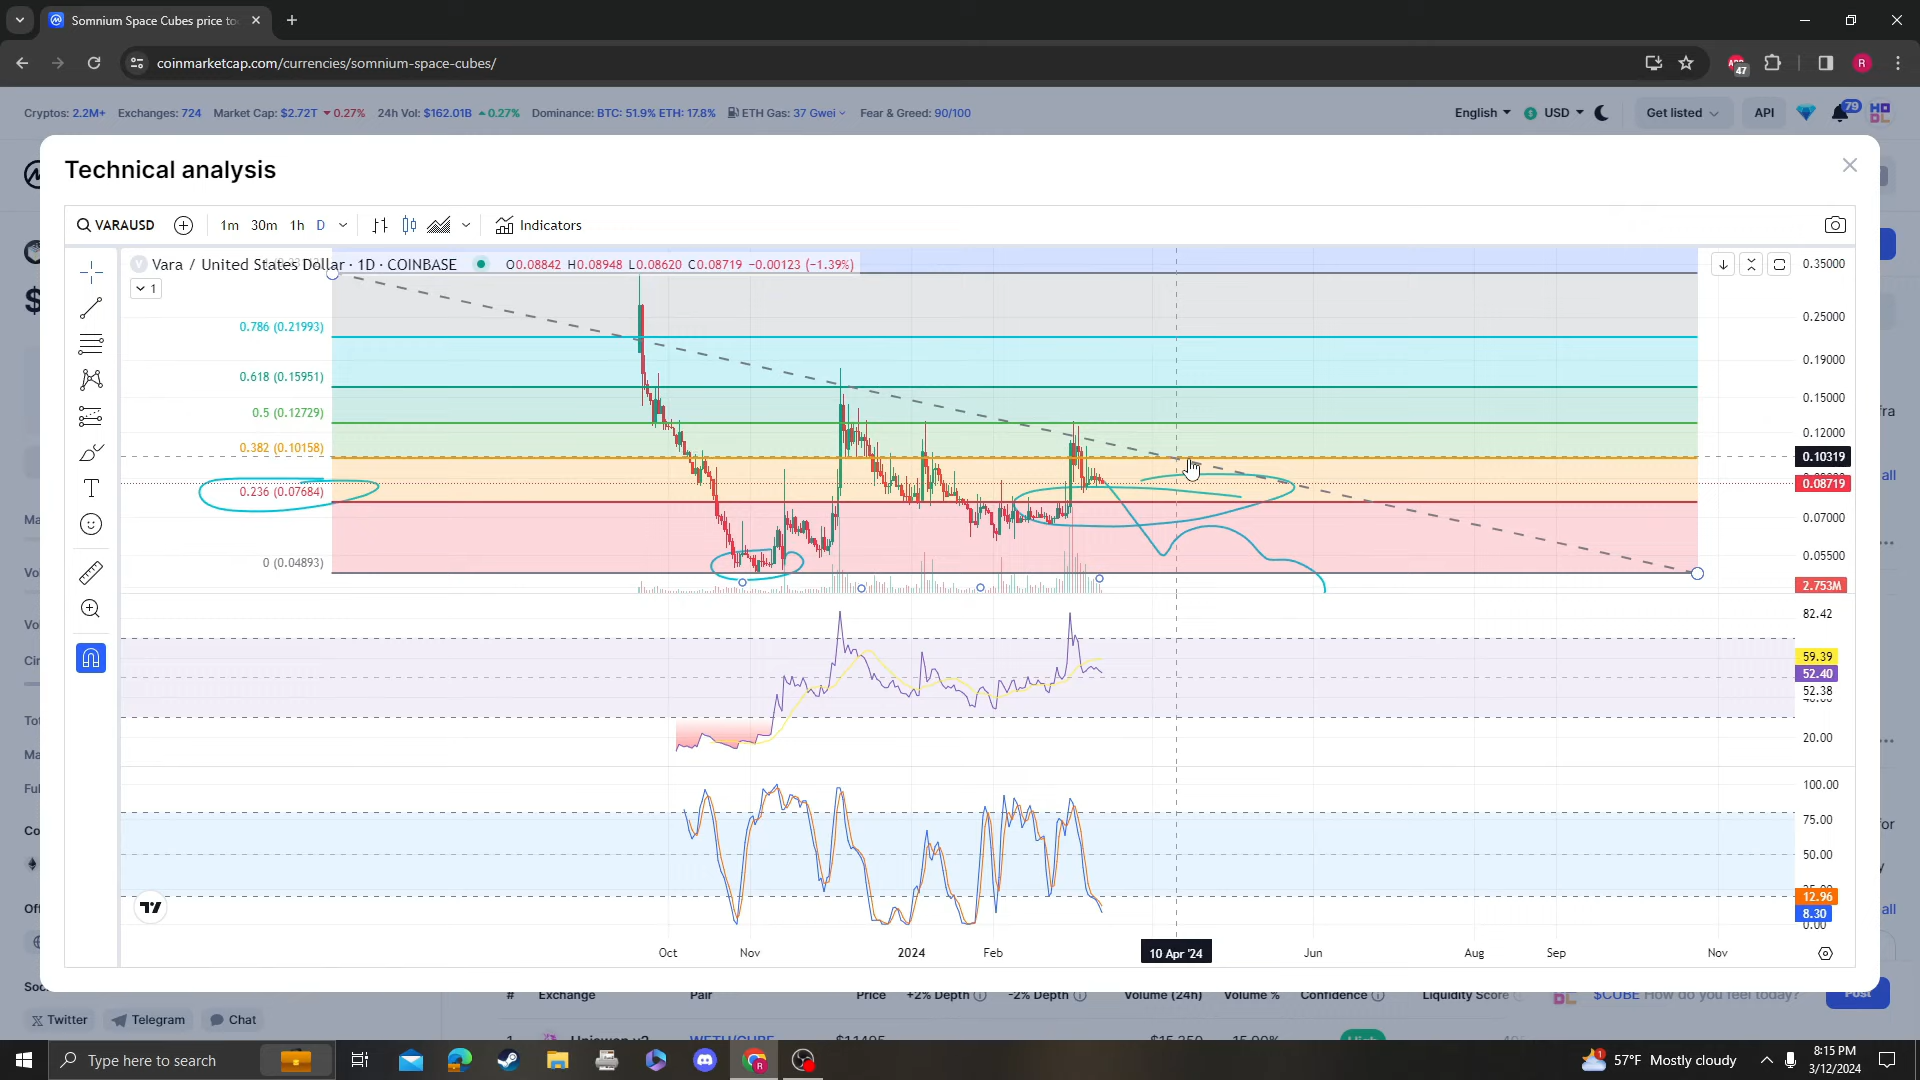 Somnium Space Cubes price to
coinmarketcap.com/currencies/somnium-space-cubes/
47
R
Cryptos: 2.2M+ Exchanges: 724 Market Cap: $2.72T 0.27% 24h Vol: $162.01B 0.27% Dominance: BTC: 51.9% ETH: 17.8% ETH Gas: 37 Gwei Fear & Greed: 90/100
English USD Get listed API 79
Technical analysis
VARAUSD 1m 30m 1h D Indicators
Vara / United States Dollar · 1D · COINBASE O0.08842 H0.08948 L0.08620 C0.08719 −0.00123 (−1.39%)
1
0.35000
0.25000
0.786 (0.21993)
0.19000
0.618 (0.15951)
0.15000
0.5 (0.12729)
0.12000
0.382 (0.10158)
0.10319
0.08719
0.236 (0.07684)
0.07000
0.05500
0 (0.04893)
2.753M
82.42
59.39
52.40
52.38
20.00
100.00
75.00
50.00
12.96
8.30
0.00
Oct Nov 2024 Feb 10 Apr '24 Jun Aug Sep Nov
# Exchange Pair Price +2% Depth -2% Depth Volume (24h) Volume % Confidence Liquidity Score
$CUBE How do you feel today? Post
Twitter Telegram Chat
Type here to search
57°F Mostly cloudy
8:15 PM
3/12/2024